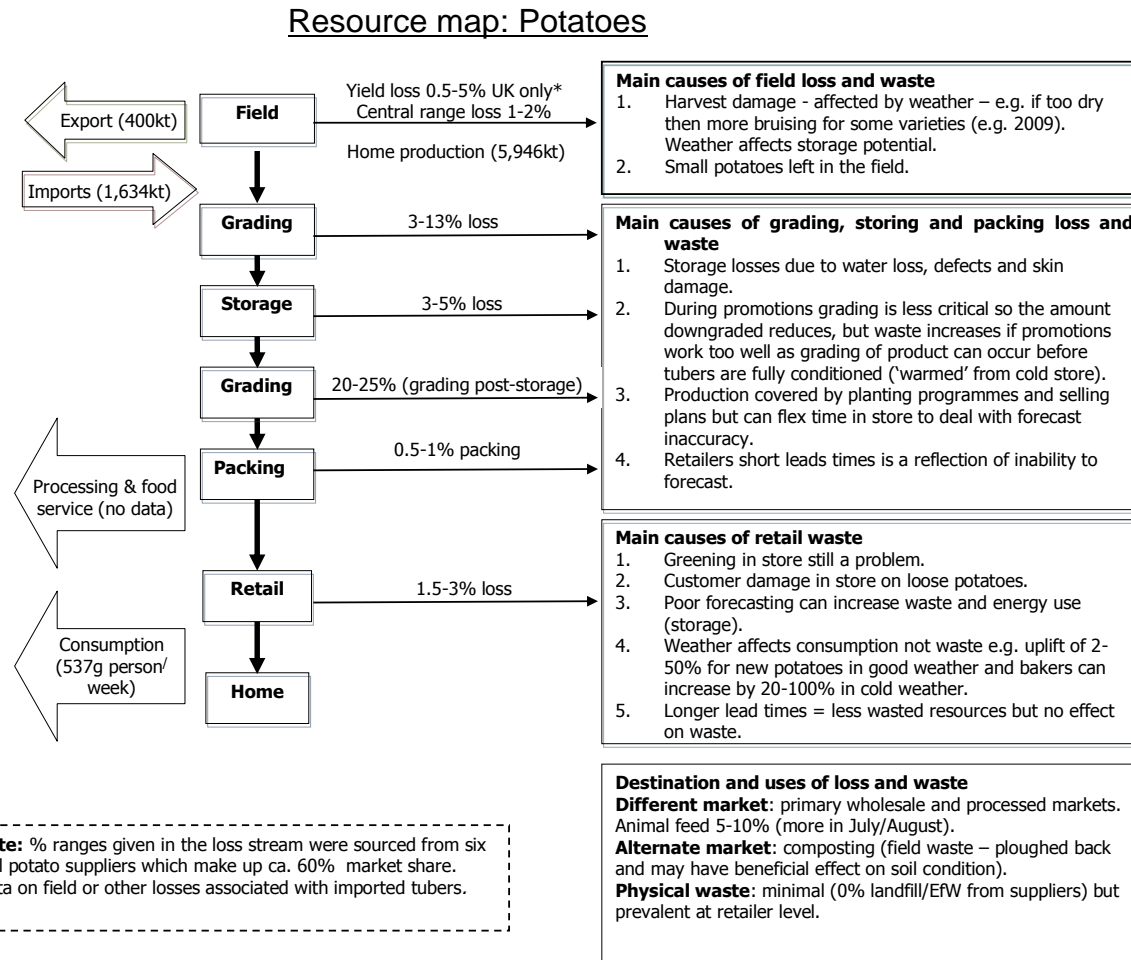 Resource map: Potatoes
Export (400kt)
Imports (1,634kt)
Field
Yield loss 0.5-5% UK only*
Central range loss 1-2%
Home production (5,946kt)
Grading
3-13% loss
Storage
3-5% loss
Grading
20-25% (grading post-storage)
Packing
0.5-1% packing
Processing & food
service (no data)
Retail
1.5-3% loss
Consumption
(537g person/
week)
Home
Main causes of field loss and waste
1. Harvest damage - affected by weather – e.g. if too dry
then more bruising for some varieties (e.g. 2009).
Weather affects storage potential.
2. Small potatoes left in the field.
Main causes of grading, storing and packing loss and
waste
1. Storage losses due to water loss, defects and skin
damage.
2. During promotions grading is less critical so the amount
downgraded reduces, but waste increases if promotions
work too well as grading of product can occur before
tubers are fully conditioned (‘warmed’ from cold store).
3. Production covered by planting programmes and selling
plans but can flex time in store to deal with forecast
inaccuracy.
4. Retailers short leads times is a reflection of inability to
forecast.
Main causes of retail waste
1. Greening in store still a problem.
2. Customer damage in store on loose potatoes.
3. Poor forecasting can increase waste and energy use
(storage).
4. Weather affects consumption not waste e.g. uplift of 2-
50% for new potatoes in good weather and bakers can
increase by 20-100% in cold weather.
5. Longer lead times = less wasted resources but no effect
on waste.
Destination and uses of loss and waste
Different market: primary wholesale and processed markets.
Animal feed 5-10% (more in July/August).
Alternate market: composting (field waste – ploughed back
and may have beneficial effect on soil condition).
Physical waste: minimal (0% landfill/EfW from suppliers) but
prevalent at retailer level.
% ranges given in the loss stream were sourced from six
potato suppliers which make up ca. 60% market share.
on field or other losses associated with imported tubers.